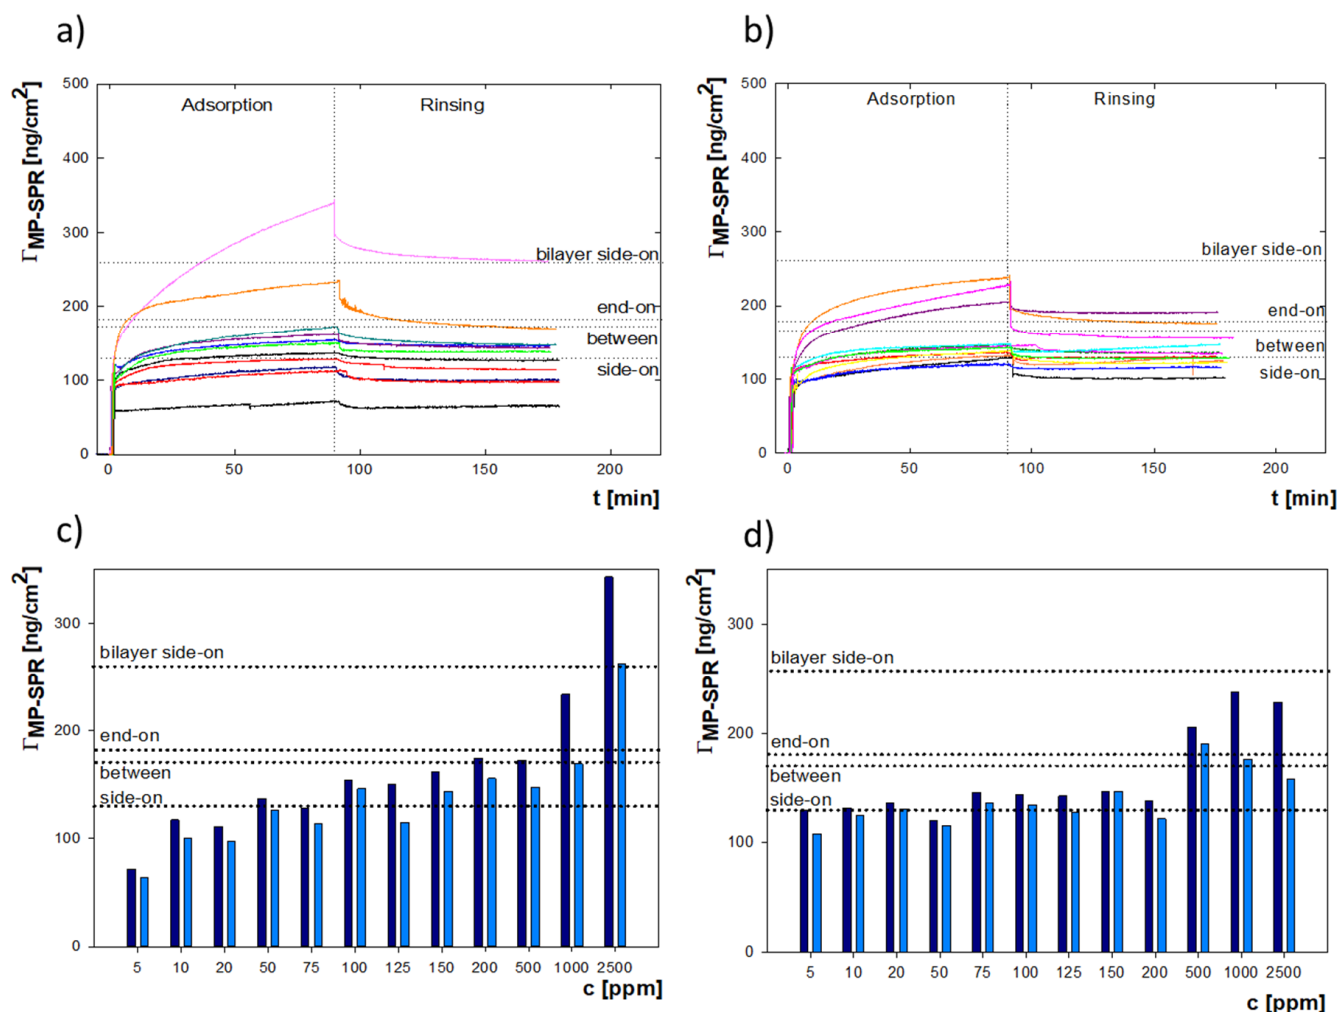 a)
Γ MP-SPR [ng/cm2]
500
400
300
200
100
0
Adsorption
Rinsing
bilayer side-on
end-on
between
side-on
0 50 100 150 200
t [min]
b)
Γ MP-SPR [ng/cm2]
500
400
300
200
100
0
Adsorption
Rinsing
bilayer side-on
end-on
between
side-on
0 50 100 150 200
t [min]
c)
Γ MP-SPR [ng/cm2]
300
200
100
0
bilayer side-on
end-on
between
side-on
5 10 20 50 75 100 125 150 200 500 1000 2500
c [ppm]
d)
Γ MP-SPR [ng/cm2]
300
200
100
0
bilayer side-on
end-on
between
side-on
5 10 20 50 75 100 125 150 200 500 1000 2500
c [ppm]